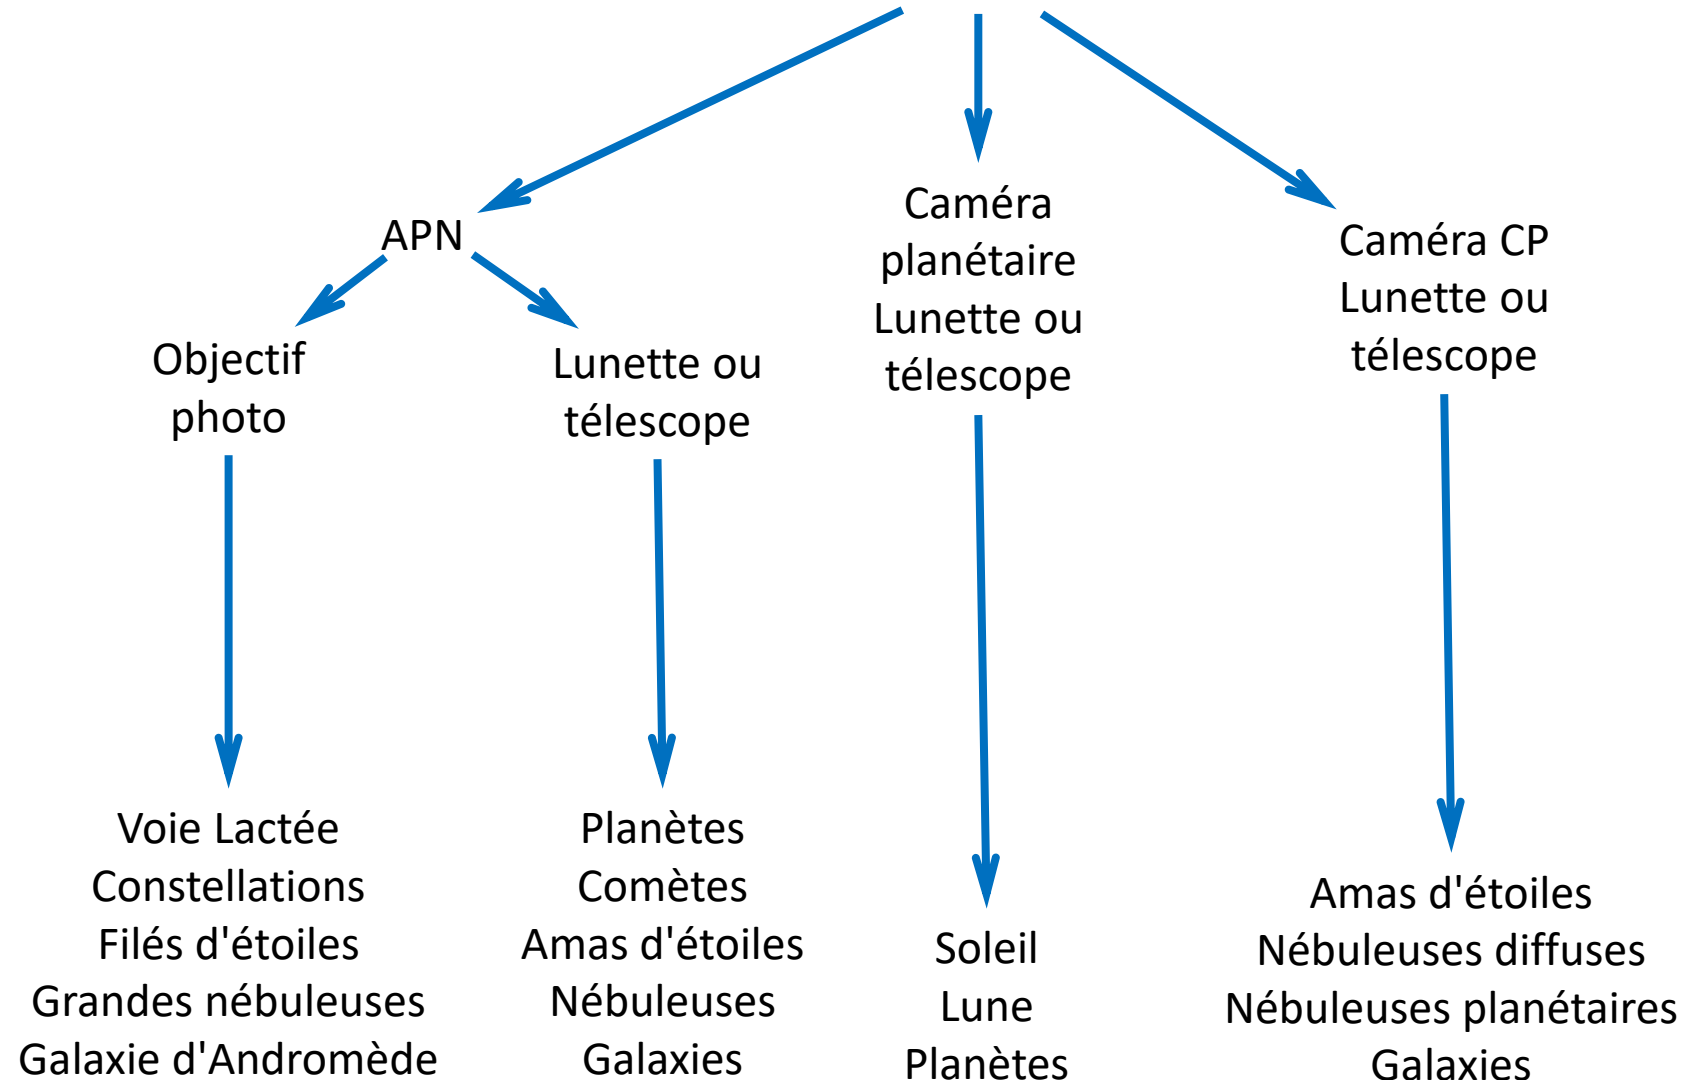 APN
Caméra
planétaire
Lunette ou
télescope
Caméra CP
Lunette ou
télescope
Objectif
photo
Lunette ou
télescope
Voie Lactée
Constellations
Filés d'étoiles
Grandes nébuleuses
Galaxie d'Andromède
Planètes
Comètes
Amas d'étoiles
Nébuleuses
Galaxies
Soleil
Lune
Planètes
Amas d'étoiles
Nébuleuses diffuses
Nébuleuses planétaires
Galaxies